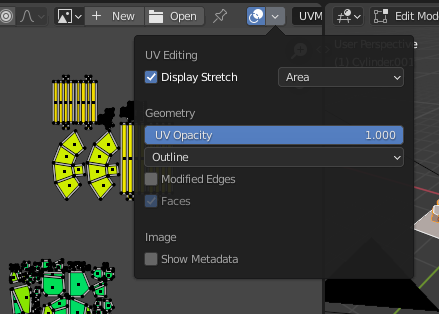 + New Open UVM Edit Mode
User Perspective
(1) Cylinder.001
UV Editing
Display Stretch Area
Geometry
UV Opacity 1.000
Outline
Modified Edges
Faces
Image
Show Metadata